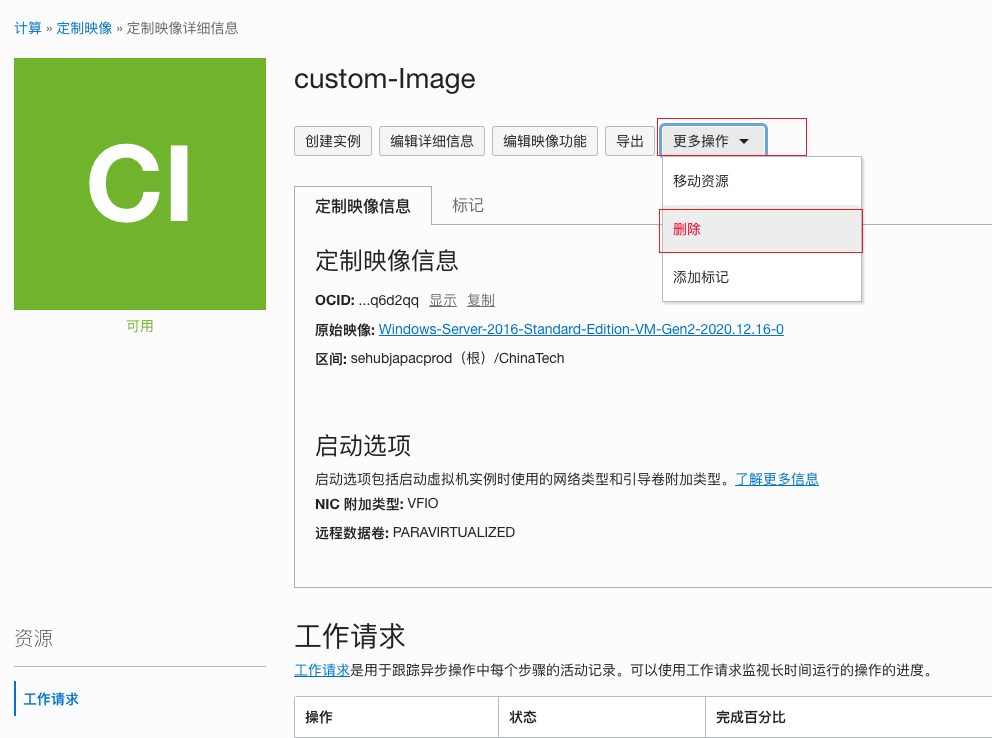 计算 » 定制映像 » 定制映像详细信息
CI
可用
custom-Image
创建实例 编辑详细信息 编辑映像功能 导出 更多操作
移动资源
删除
添加标记
定制映像信息 标记
定制映像信息
OCID: ...q6d2qq 显示 复制
原始映像: Windows-Server-2016-Standard-Edition-VM-Gen2-2020.12.16-0
区间: sehubjapacprod（根）/ChinaTech
启动选项
启动选项包括启动虚拟机实例时使用的网络类型和引导卷附加类型。了解更多信息
NIC 附加类型: VFIO
远程数据卷: PARAVIRTUALIZED
资源
工作请求
工作请求
工作请求是用于跟踪异步操作中每个步骤的活动记录。可以使用工作请求监视长时间运行的操作的进度。
操作 状态 完成百分比